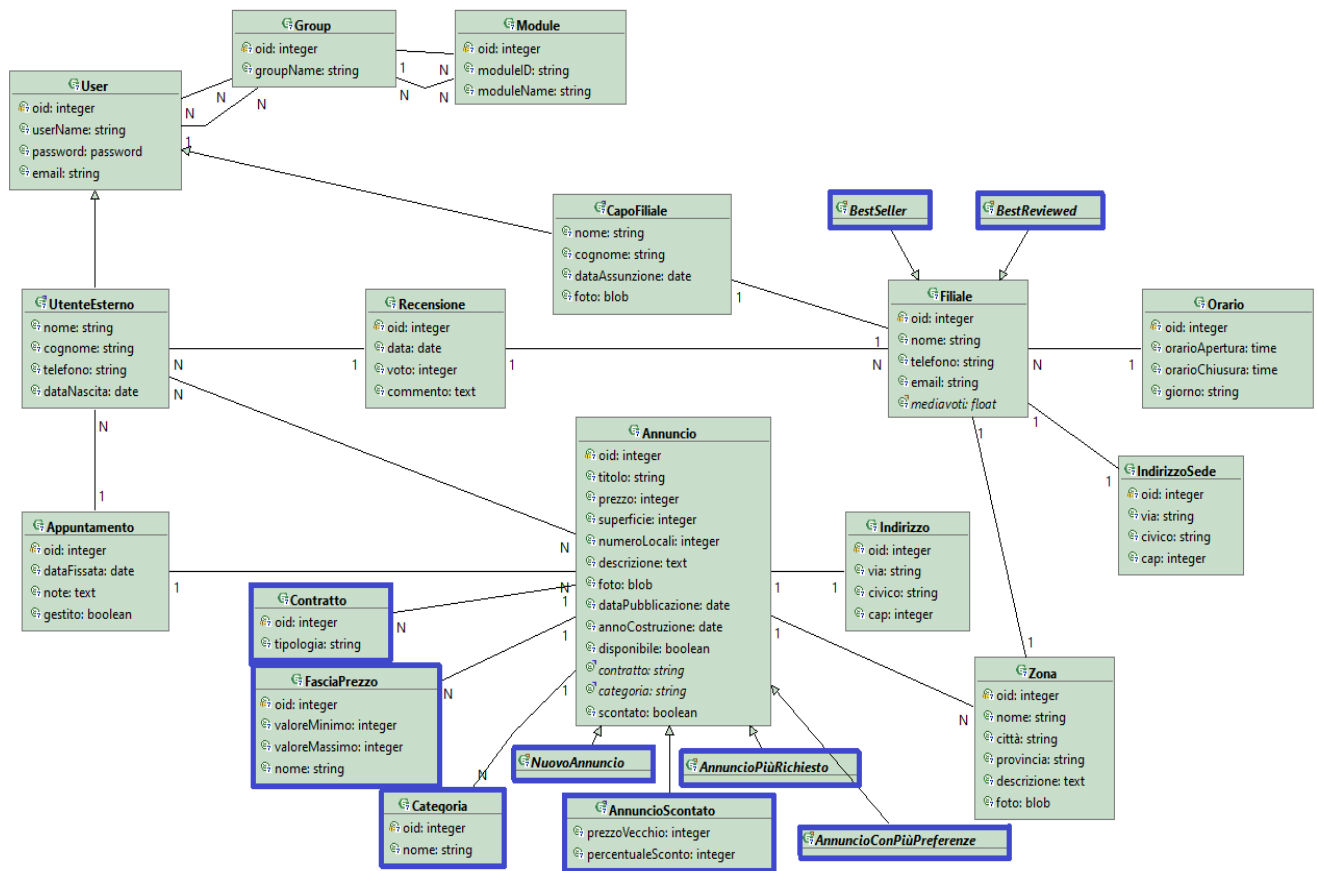 Group
oid: integer
groupName: string
Module
oid: integer
moduleID: string
moduleName: string
1
N
N
N
User
oid: integer
userName: string
password: password
email: string
N
N
N
1
CapoFiliale
nome: string
cognome: string
dataAssunzione: date
foto: blob
1
BestSeller
BestReviewed
UtenteEsterno
nome: string
cognome: string
telefono: string
dataNascita: date
N
N
N
Recensione
oid: integer
data: date
voto: integer
commento: text
1
1
Filiale
oid: integer
nome: string
telefono: string
email: string
mediavoti: float
1
N
N
1
1
Orario
oid: integer
orarioApertura: time
orarioChiusura: time
giorno: string
1
IndirizzoSede
oid: integer
via: string
civico: string
cap: integer
1
Annuncio
oid: integer
titolo: string
prezzo: integer
superficie: integer
numeroLocali: integer
descrizione: text
foto: blob
dataPubblicazione: date
annoCostruzione: date
disponibile: boolean
contratto: string
categoria: string
scontato: boolean
N
N
1
1
1
1
1
Appuntamento
oid: integer
dataFissata: date
note: text
gestito: boolean
1
1
Indirizzo
oid: integer
via: string
civico: string
cap: integer
1
Contratto
oid: integer
tipologia: string
N
FasciaPrezzo
oid: integer
valoreMinimo: integer
valoreMassimo: integer
nome: string
N
Categoria
oid: integer
nome: string
N
NuovoAnnuncio
AnnuncioPiùRichiesto
AnnuncioScontato
prezzoVecchio: integer
percentualeSconto: integer
AnnuncioConPiùPreferenze
Zona
oid: integer
nome: string
città: string
provincia: string
descrizione: text
foto: blob
1
N